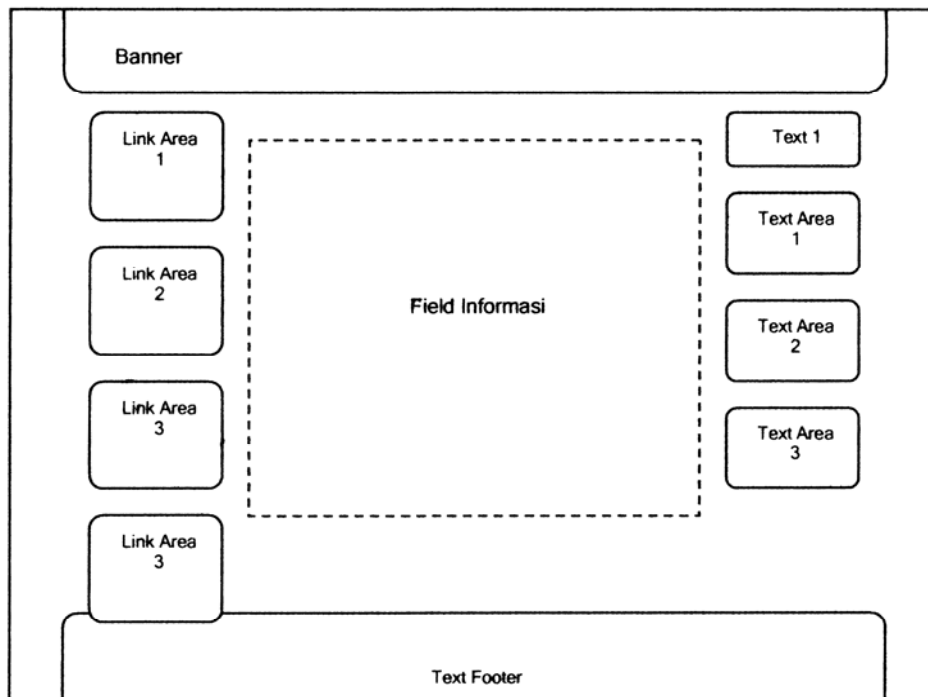 Banner
Link Area
1
Link Area
2
Link Area
3
Link Area
3
Field Informasi
Text 1
Text Area
1
Text Area
2
Text Area
3
Text Footer